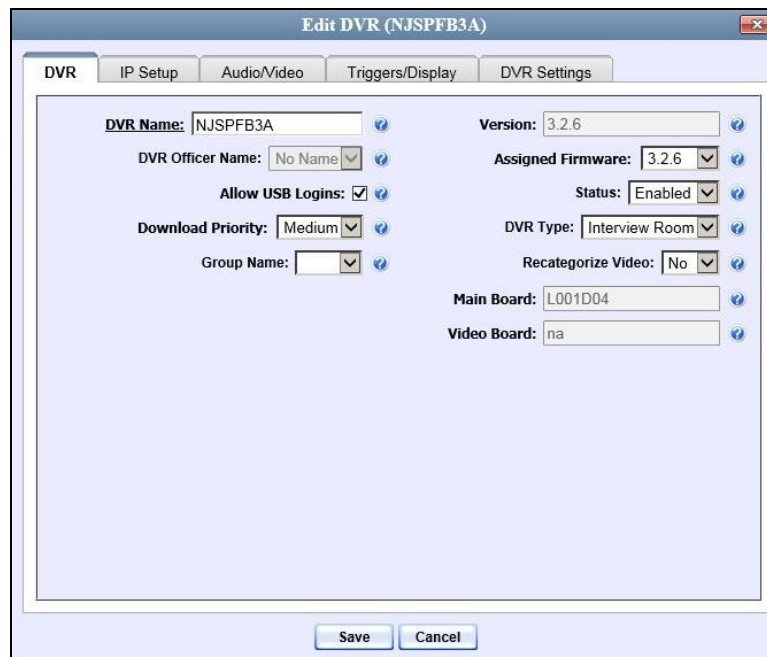 Edit DVR (NJSPFB3A)
DVR IP Setup Audio/Video Triggers/Display DVR Settings
DVR Name: NJSPFB3A
DVR Officer Name: No Name
Allow USB Logins:
Download Priority: Medium
Group Name:
Version: 3.2.6
Assigned Firmware: 3.2.6
Status: Enabled
DVR Type: Interview Room
Recategorize Video: No
Main Board: L001D04
Video Board: na
Save Cancel